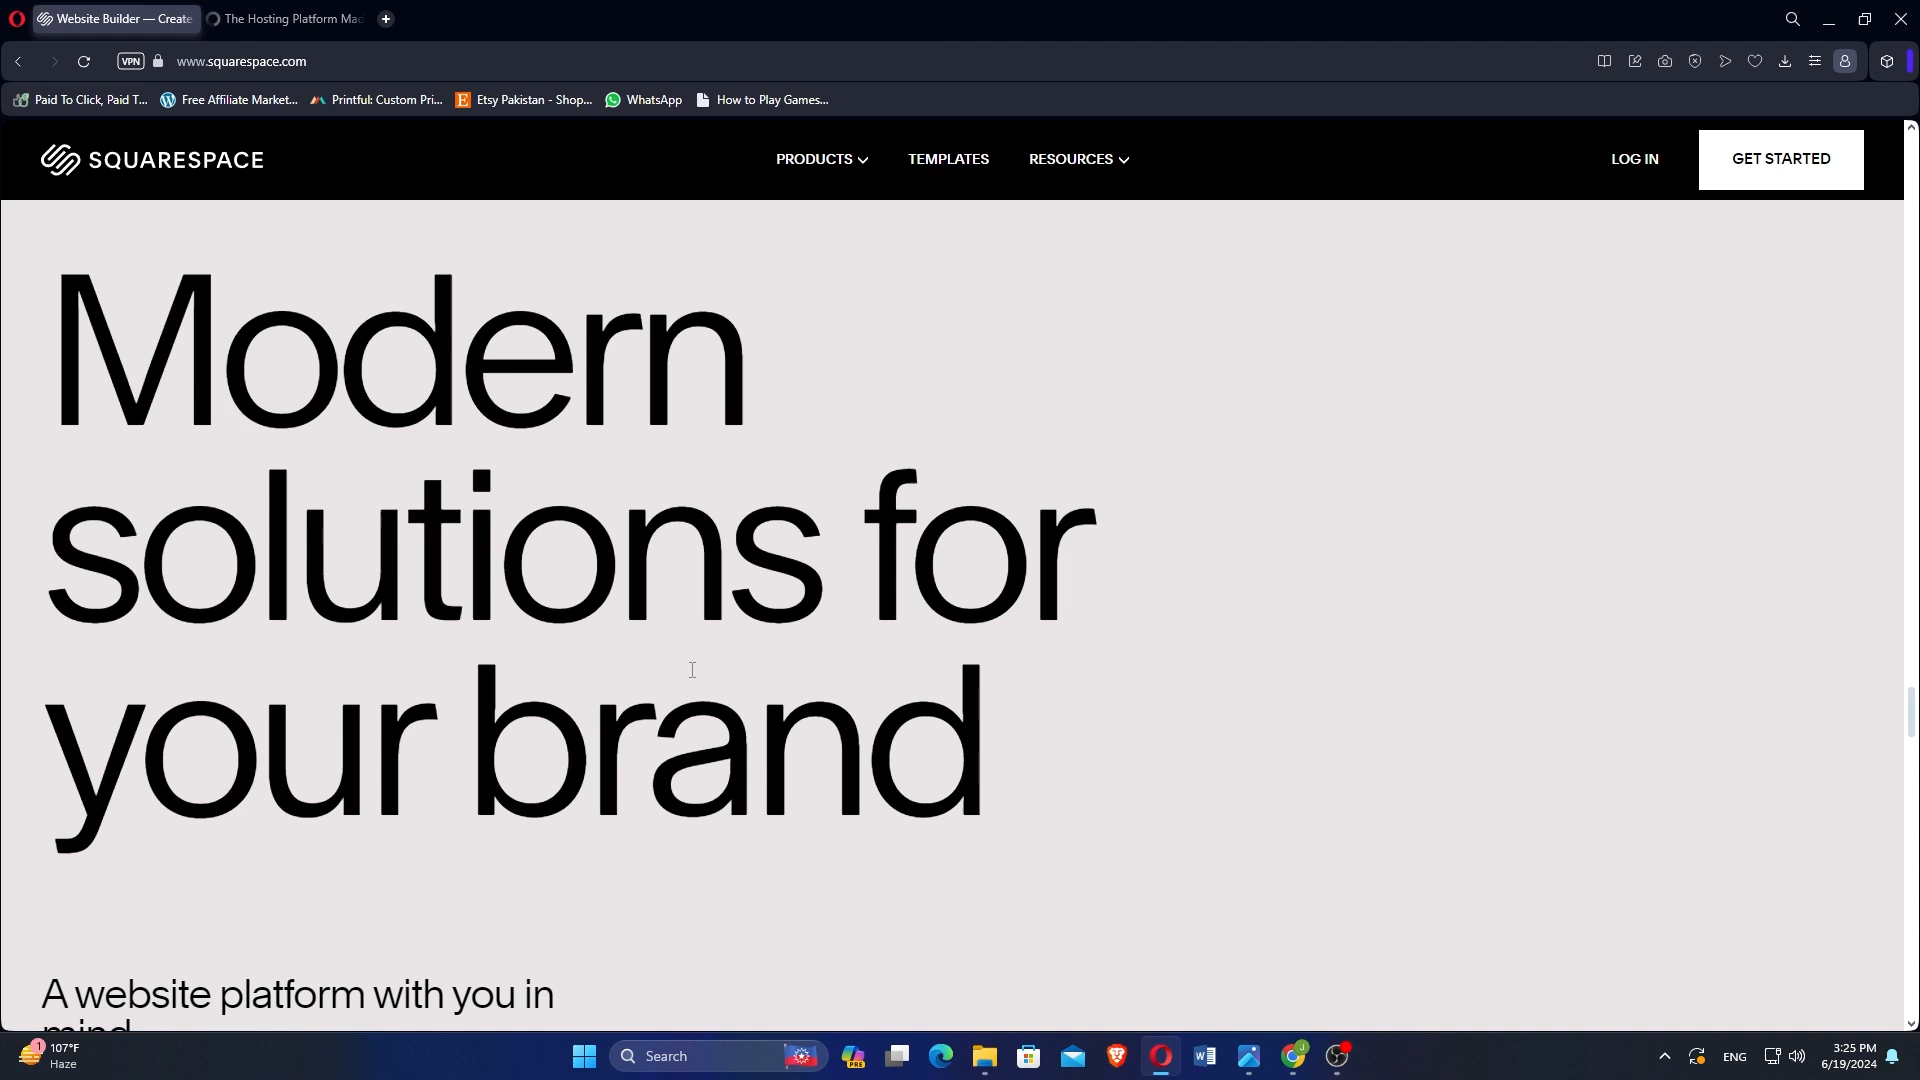 Website Builder — Create
The Hosting Platform Mad
VPN
www.squarespace.com
Paid To Click, Paid T...
Free Affiliate Market...
Printful: Custom Pri...
Etsy Pakistan - Shop...
WhatsApp
How to Play Games...
SQUARESPACE
PRODUCTS
TEMPLATES
RESOURCES
LOG IN
GET STARTED
Modern
solutions for
your brand
A website platform with you in
mind
1
107°F
Haze
Search
PRE
J
ENG
3:25 PM
6/19/2024